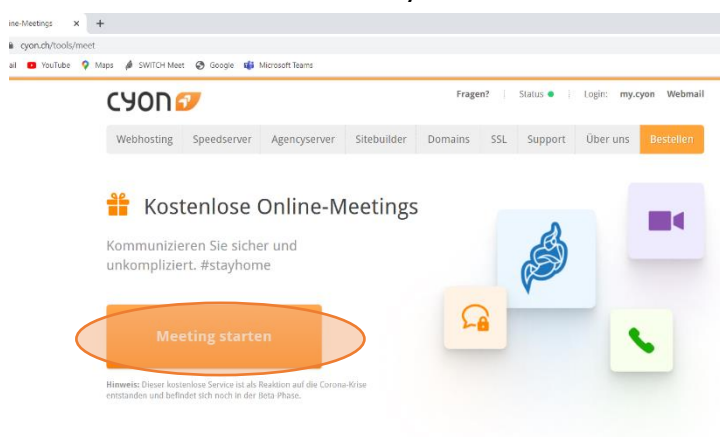 ine-Meetings × +
cyon.ch/tools/meet
ail YouTube Maps SWITCH Meet Google Microsoft Teams
cyon Fragen? Status Login: my.cyon Webmail
Webhosting Speedserver Agencyserver Sitebuilder Domains SSL Support Über uns Bestellen
Kostenlose Online-Meetings
Kommunizieren Sie sicher und
unkompliziert. #stayhome
Meeting starten
Hinweis: Dieser kostenlose Service ist als Reaktion auf die Corona-Krise
entstanden und befindet sich noch in der Beta-Phase.